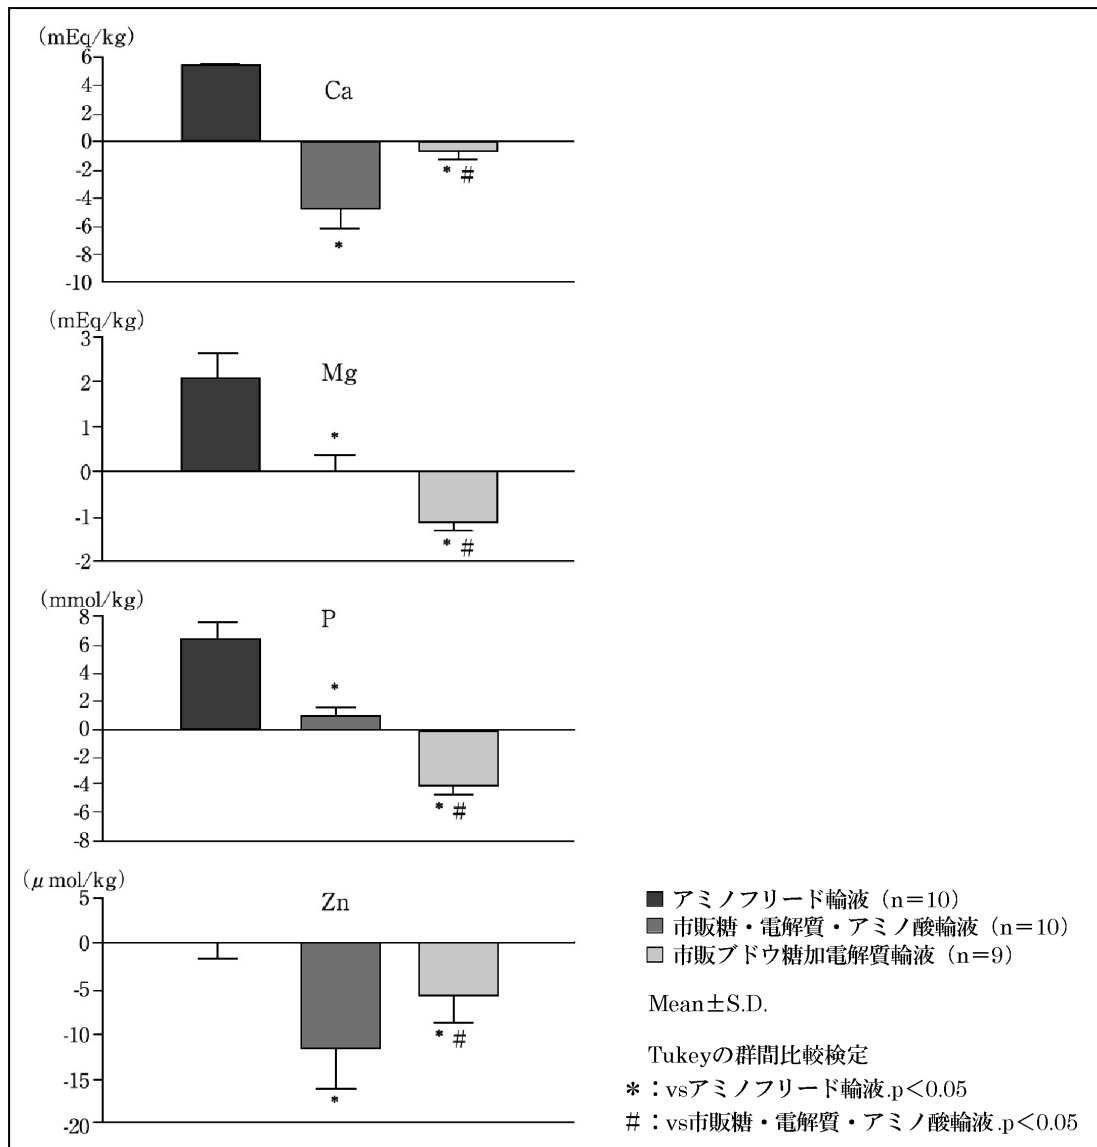 (mEq/kg)
6
4
2
0
-2
-4
-6
-8
-10
Ca
* #
*
(mEq/kg)
3
2
1
0
-1
-2
Mg
*
* #
(mmol/kg)
8
6
4
2
0
-2
-4
-6
-8
P
*
* #
(μmol/kg)
5
0
-5
-10
-15
-20
Zn
* #
*
アミノフリード輸液（n＝10）
市販糖・電解質・アミノ酸輸液（n＝10）
市販ブドウ糖加電解質輸液（n＝9）
Mean±S.D.
Tukeyの群間比較検定
＊：vsアミノフリード輸液.p＜0.05
#：vs市販糖・電解質・アミノ酸輸液.p＜0.05